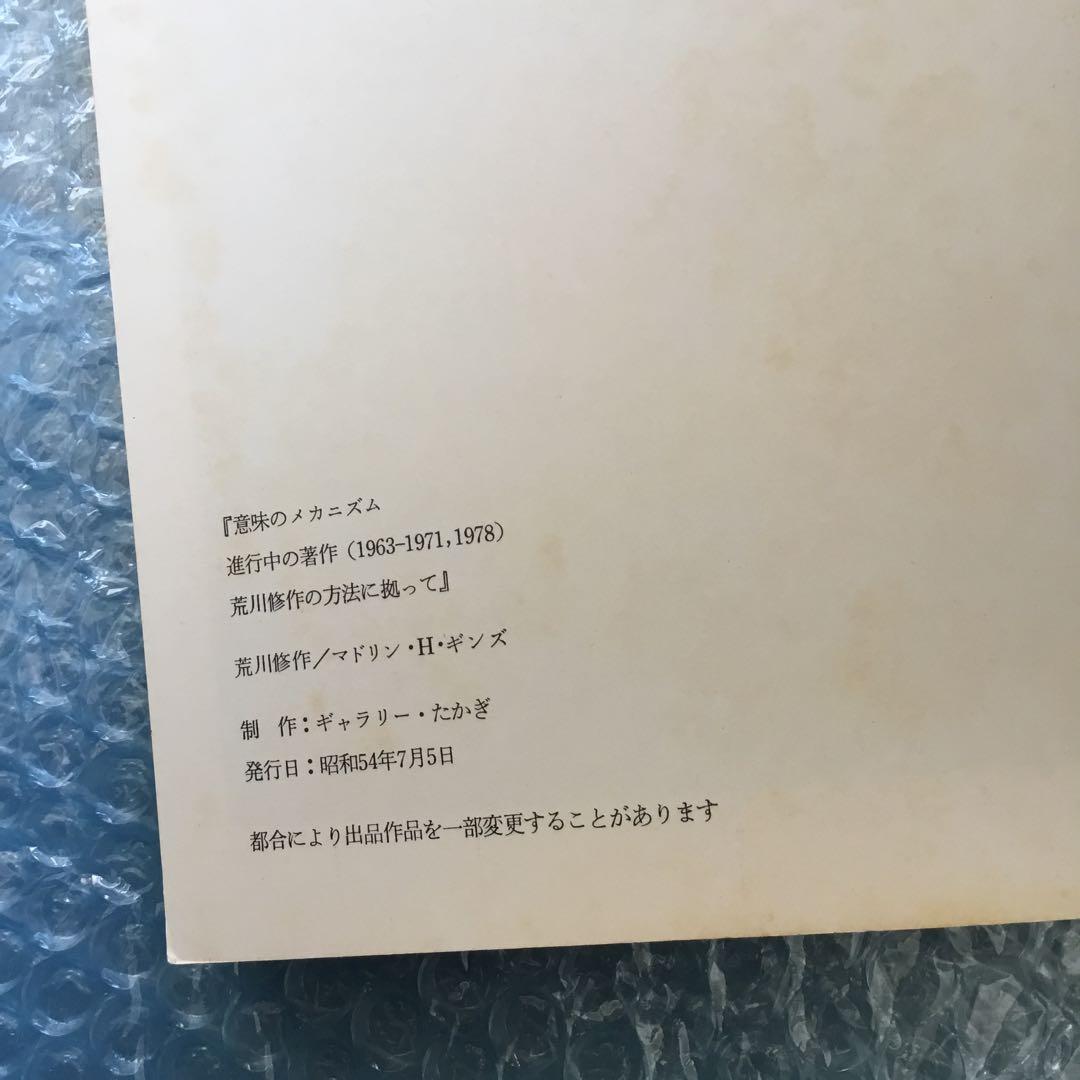 『意味のメカニズム
進行中の著作(1963-1971,1978)
荒川修作の方法に拠って』
荒川修作/マドリン・H・ギンズ
制　作：ギャラリー・たかぎ
発行日：昭和54年7月5日
都合により出品作品を一部変更することがあります